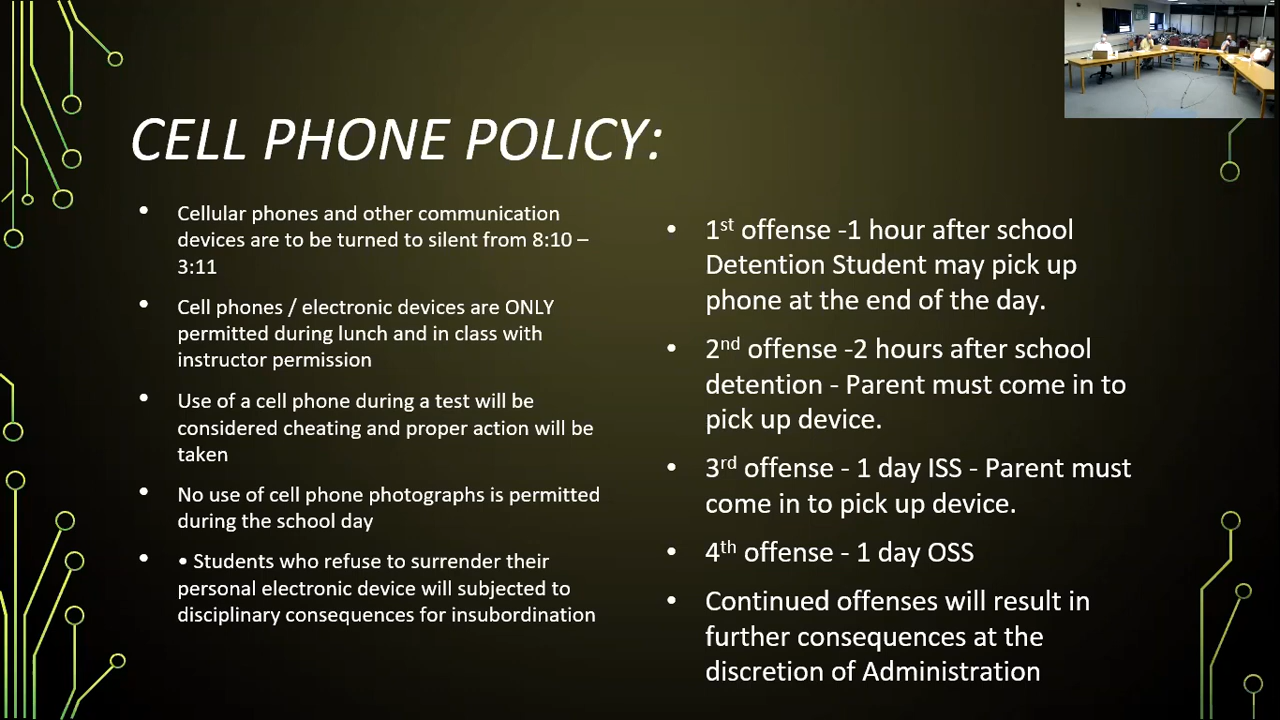 CELL PHONE POLICY:
• Cellular phones and other communication
devices are to be turned to silent from 8:10 –
3:11
• Cell phones / electronic devices are ONLY
permitted during lunch and in class with
instructor permission
• Use of a cell phone during a test will be
considered cheating and proper action will be
taken
• No use of cell phone photographs is permitted
during the school day
• • Students who refuse to surrender their
personal electronic device will subjected to
disciplinary consequences for insubordination
• 1st offense -1 hour after school
Detention Student may pick up
phone at the end of the day.
• 2nd offense -2 hours after school
detention - Parent must come in to
pick up device.
• 3rd offense - 1 day ISS - Parent must
come in to pick up device.
• 4th offense - 1 day OSS
• Continued offenses will result in
further consequences at the
discretion of Administration